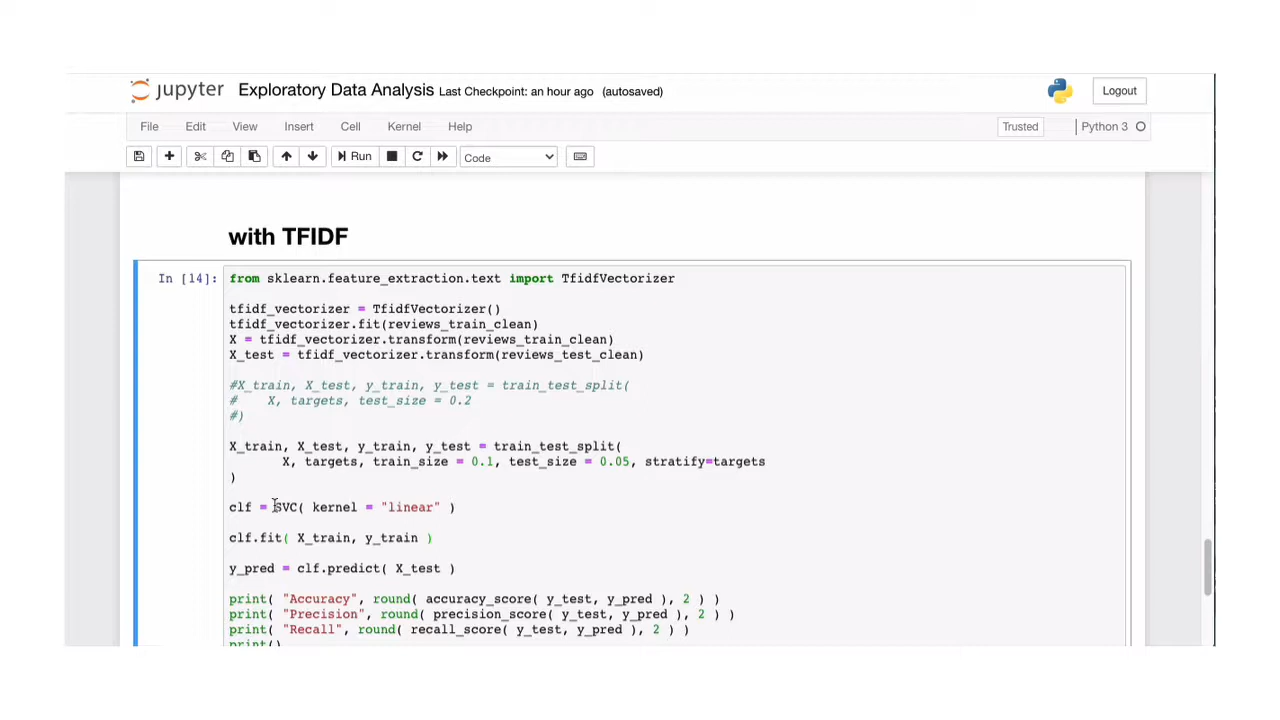 jupyter Exploratory Data Analysis Last Checkpoint: an hour ago (autosaved) Logout
File Edit View Insert Cell Kernel Help Trusted Python 3
Run Code
with TFIDF
In [14]: from sklearn.feature_extraction.text import TfidfVectorizer
tfidf_vectorizer = TfidfVectorizer()
tfidf_vectorizer.fit(reviews_train_clean)
X = tfidf_vectorizer.transform(reviews_train_clean)
X_test = tfidf_vectorizer.transform(reviews_test_clean)
#X_train, X_test, y_train, y_test = train_test_split(
#    X, targets, test_size = 0.2
#)
X_train, X_test, y_train, y_test = train_test_split(
X, targets, train_size = 0.1, test_size = 0.05, stratify=targets
)
clf = SVC( kernel = "linear" )
clf.fit( X_train, y_train )
y_pred = clf.predict( X_test )
print( "Accuracy", round( accuracy_score( y_test, y_pred ), 2 ) )
print( "Precision", round( precision_score( y_test, y_pred ), 2 ) )
print( "Recall", round( recall_score( y_test, y_pred ), 2 ) )
print()